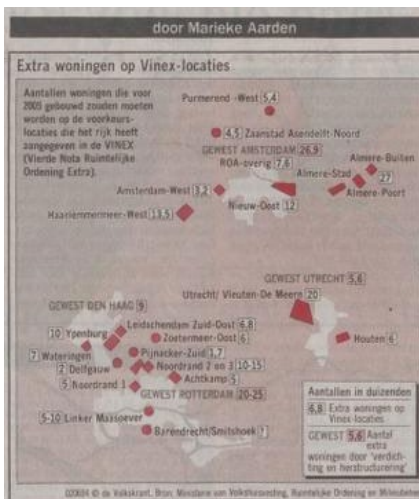 door Marieke Aarden
Extra woningen op Vinex-locaties
Aantallen woningen die voor
2005 gebouwd zouden moeten
worden op de voorkeurs-
locaties die het rijk heeft
aangegeven in de VINEX
(Vierde Nota Ruimtelijke
Ordening Extra).
Purmerend -West 5,4
4,5 Zaanstad Assendelft-Noord
GEWEST AMSTERDAM 26,9
ROA-overig 7,6
Almere-Buiten
Almere-Stad
27
Almere-Poort
Amsterdam-West 3,2
Nieuw-Oost 12
Haarlemmermeer-West 13,5
GEWEST UTRECHT 5,6
Utrecht/ Vleuten-De Meern 20
Houten 6
GEWEST DEN HAAG 9
Leidschendam Zuid-Oost 6,8
10 Ypenburg
Zoetermeer-Oost 6
7 Wateringen
Pijnacker-Zuid 1,7
2 Delfgauw
Noordrand 2 en 3 10-15
5 Noordrand 1
Achtkamp 5
GEWEST ROTTERDAM 20-25
5-10 Linker Maasoever
Barendrecht/Smitshoek
Aantallen in duizenden
6,8 Extra woningen op
Vinex-locaties
GEWEST 5,6 Aantal
extra
woningen door 'verdich-
ting en herstructurering'
© de Volkskrant. Bron: Ministerie van Volkshuisvesting, Ruimtelijke Ordening en Milieubeheer